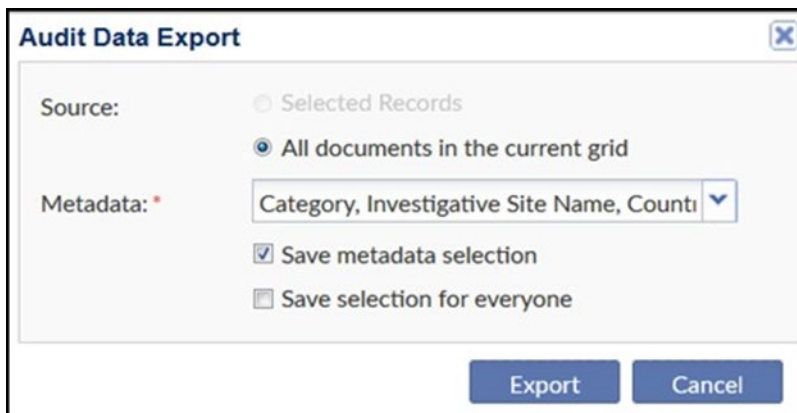 Audit Data Export
Source:
Selected Records
All documents in the current grid
Metadata:*
Category, Investigative Site Name, Count
Save metadata selection
Save selection for everyone
Export
Cancel